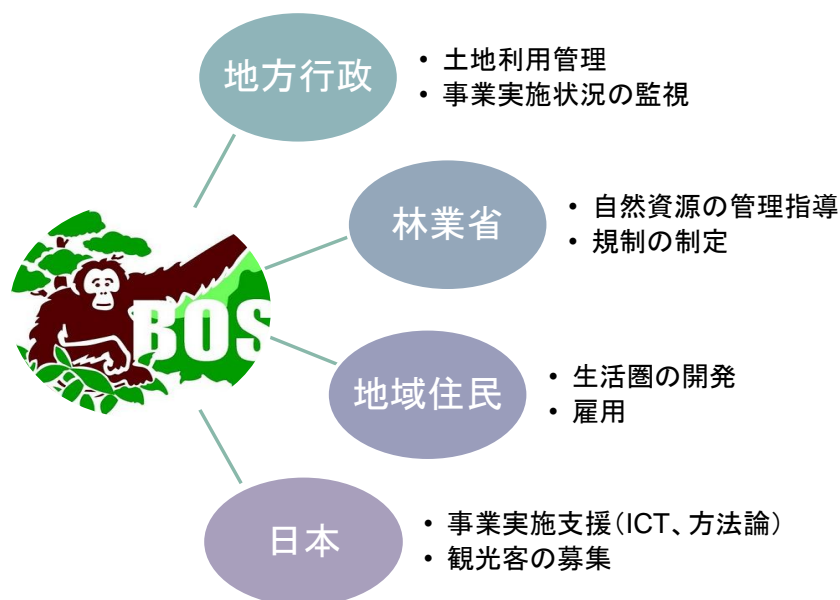 地方行政
• 土地利用管理
• 事業実施状況の監視
林業省
• 自然資源の管理指導
• 規制の制定
BOS
地域住民
• 生活圏の開発
• 雇用
日本
• 事業実施支援（ICT、方法論）
• 観光客の募集